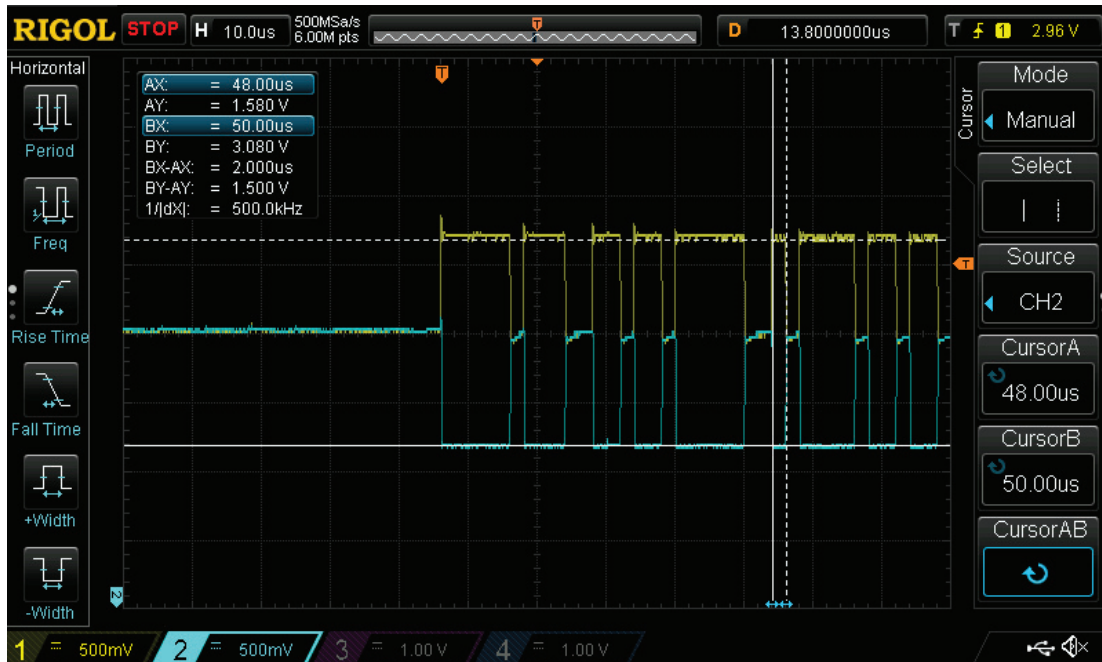 RIGOL STOP H 10.0us 500MSa/s 6.00M pts T D 13.8000000us T 1 2.96 V
Horizontal
Period
Freq
Rise Time
Fall Time
+Width
-Width
AX: = 48.00us
AY: = 1.580 V
BX: = 50.00us
BY: = 3.080 V
BX-AX: = 2.000us
BY-AY: = 1.500 V
1/|dX|: = 500.0kHz
T
T
2
Cursor
Mode
Manual
Select
Source
CH2
CursorA
48.00us
CursorB
50.00us
CursorAB
1 = 500mV 2 = 500mV 3 = 1.00 V 4 = 1.00 V